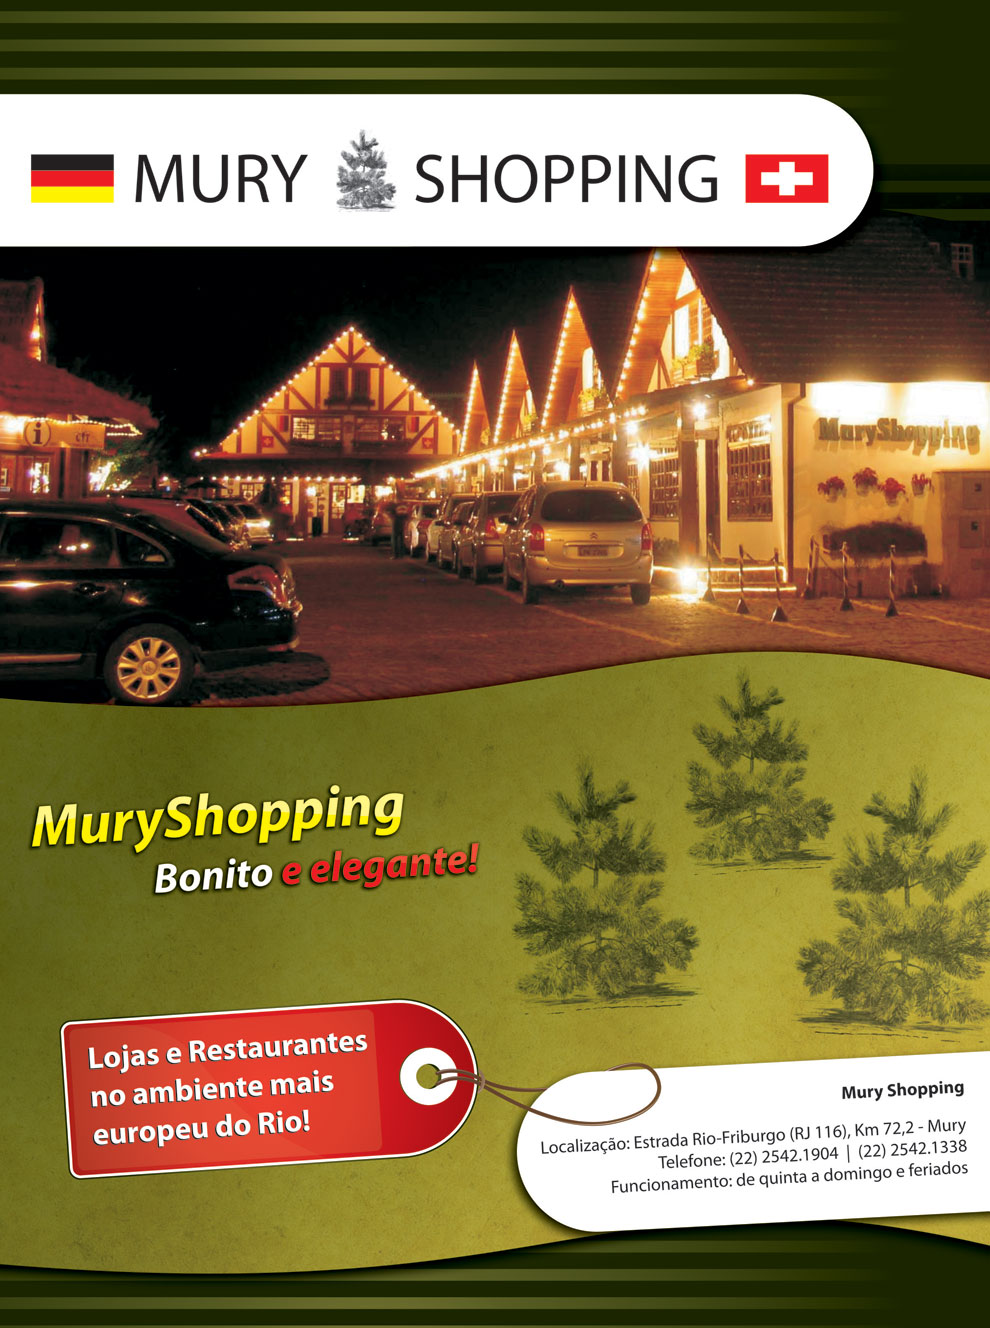 MURY SHOPPING
i
cfr
MuryShopping
MuryShopping
Bonito e elegante!
Lojas e Restaurantes
no ambiente mais
europeu do Rio!
Mury Shopping
Localização: Estrada Rio-Friburgo (RJ 116), Km 72,2 - Mury
Telefone: (22) 2542.1904 | (22) 2542.1338
Funcionamento: de quinta a domingo e feriados